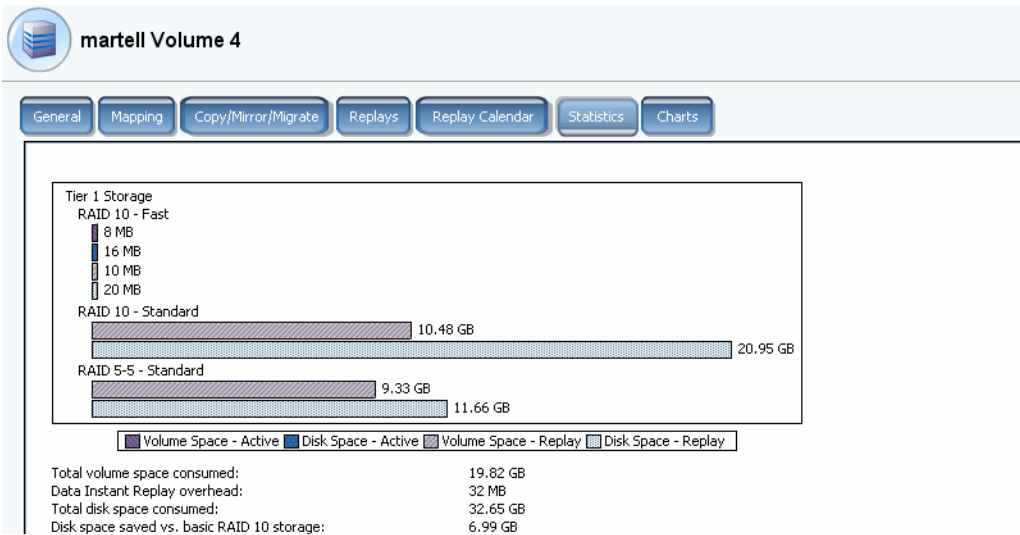 martell Volume 4
General Mapping Copy/Mirror/Migrate Replays Replay Calendar Statistics Charts
Tier 1 Storage
RAID 10 - Fast
8 MB
16 MB
10 MB
20 MB
RAID 10 - Standard
10.48 GB
20.95 GB
RAID 5-5 - Standard
9.33 GB
11.66 GB
Volume Space - Active Disk Space - Active Volume Space - Replay Disk Space - Replay
Total volume space consumed: 19.82 GB
Data Instant Replay overhead: 32 MB
Total disk space consumed: 32.65 GB
Disk space saved vs. basic RAID 10 storage: 6.99 GB